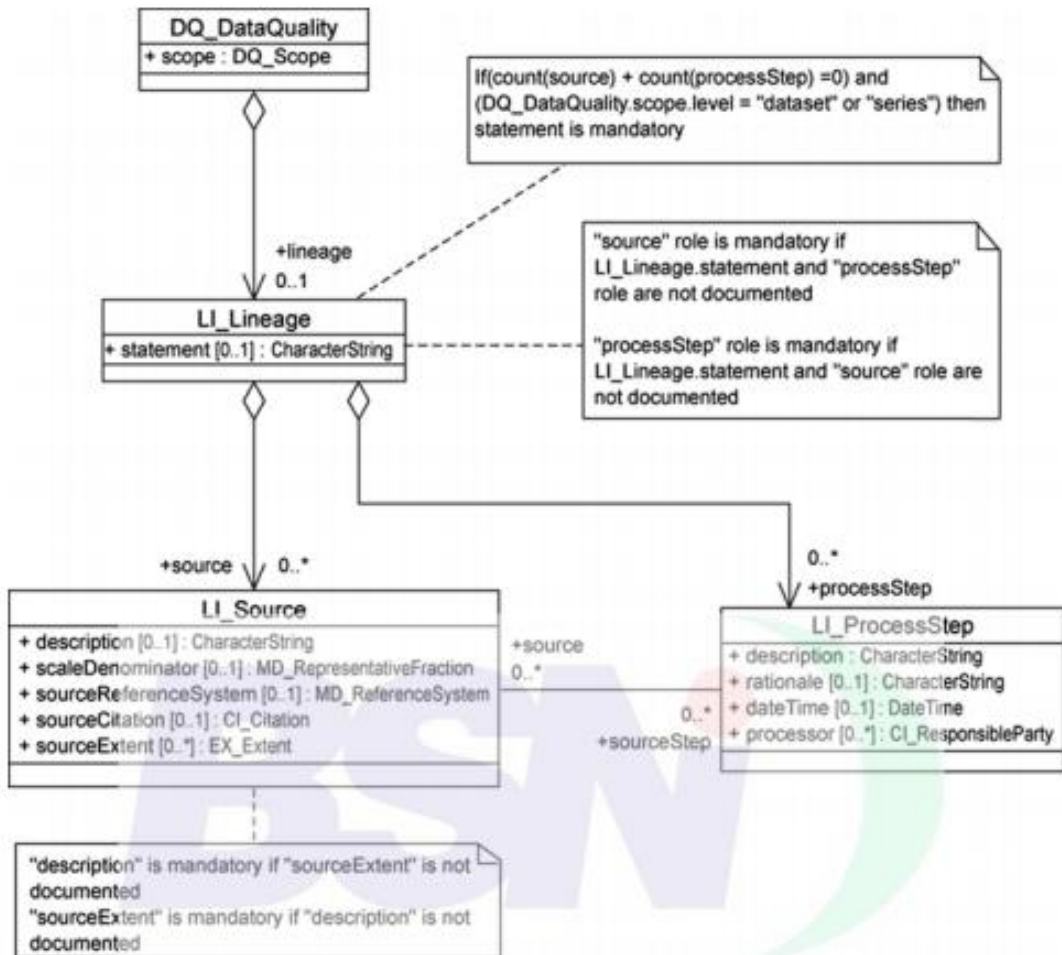 DQ_DataQuality
+ scope : DQ_Scope
If(count(source) + count(processStep) =0) and
(DQ_DataQuality.scope.level = "dataset" or "series") then
statement is mandatory
+lineage
0..1
"source" role is mandatory if
LI_Lineage.statement and "processStep"
role are not documented
"processStep" role is mandatory if
LI_Lineage.statement and "source" role are
not documented
LI_Lineage
+ statement [0..1] : CharacterString
+source
0..*
0..*
+processStep
LI_Source
+ description [0..1] : CharacterString
+ scaleDenominator [0..1] : MD_RepresentativeFraction
+ sourceReferenceSystem [0..1] : MD_ReferenceSystem
+ sourceCitation [0..1] : CI_Citation
+ sourceExtent [0..*] : EX_Extent
+source
0..*
0..*
+sourceStep
LI_ProcessStep
+ description : CharacterString
+ rationale [0..1] : CharacterString
+ dateTime [0..1] : DateTime
+ processor [0..*] : CI_ResponsibleParty
BSN
"description" is mandatory if "sourceExtent" is not
documented
"sourceExtent" is mandatory if "description" is not
documented